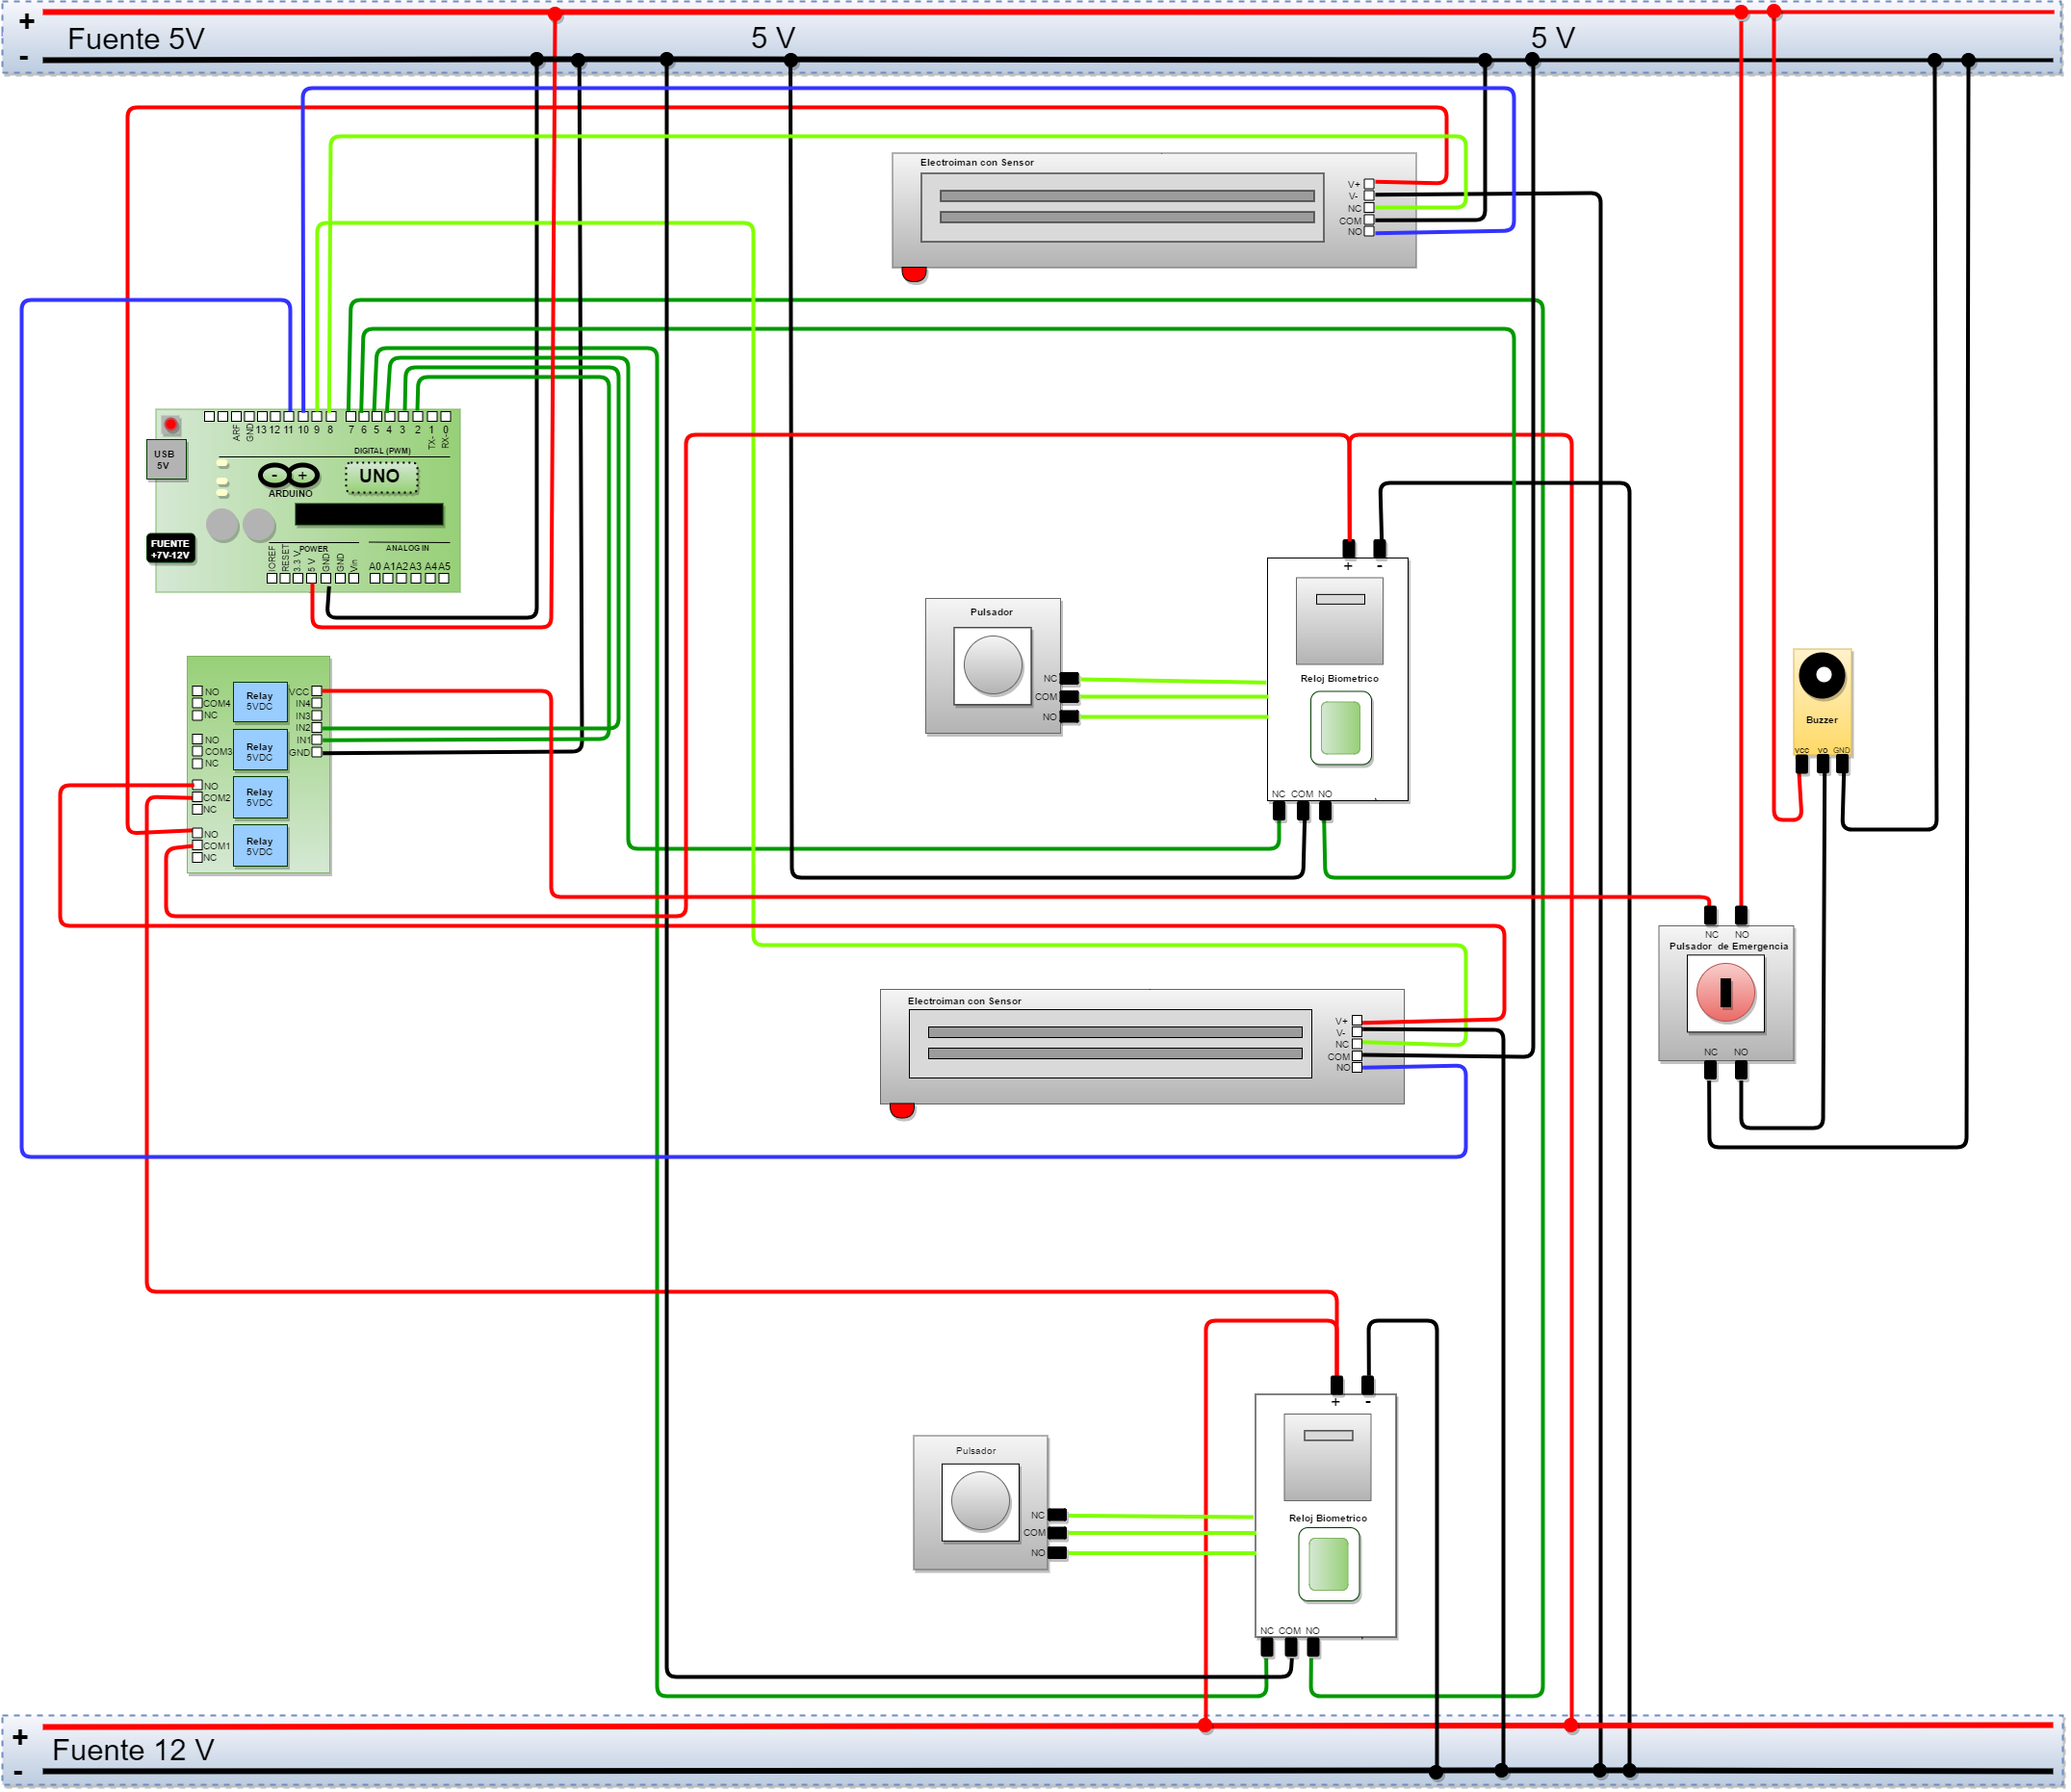 +
Fuente 5V
5 V
5 V
-
Electroiman con Sensor
V+
V-
NC
COM
NO
ARF
GND
13 12 11 10 9 8
7 6 5 4 3 2 1 0
TX-
RX-
DIGITAL (PWM)
USB
5V
- +
UNO
ARDUINO
FUENTE
+7V-12V
POWER
ANALOG IN
IOREF
RESET
3.3 V
5 V
GND
GND
Vin
A0 A1 A2 A3 A4 A5
+ -
Pulsador
NC
COM
NO
Reloj Biometrico
NC COM NO
NO
COM4
NC
Relay
5VDC
VCC
IN4
IN3
IN2
IN1
GND
NO
COM3
NC
Relay
5VDC
NO
COM2
NC
Relay
5VDC
NO
COM1
NC
Relay
5VDC
Buzzer
VCC VO GND
NC NO
Pulsador de Emergencia
NC NO
Electroiman con Sensor
V+
V-
NC
COM
NO
+ -
Pulsador
NC
COM
NO
Reloj Biometrico
NC COM NO
+
Fuente 12 V
-